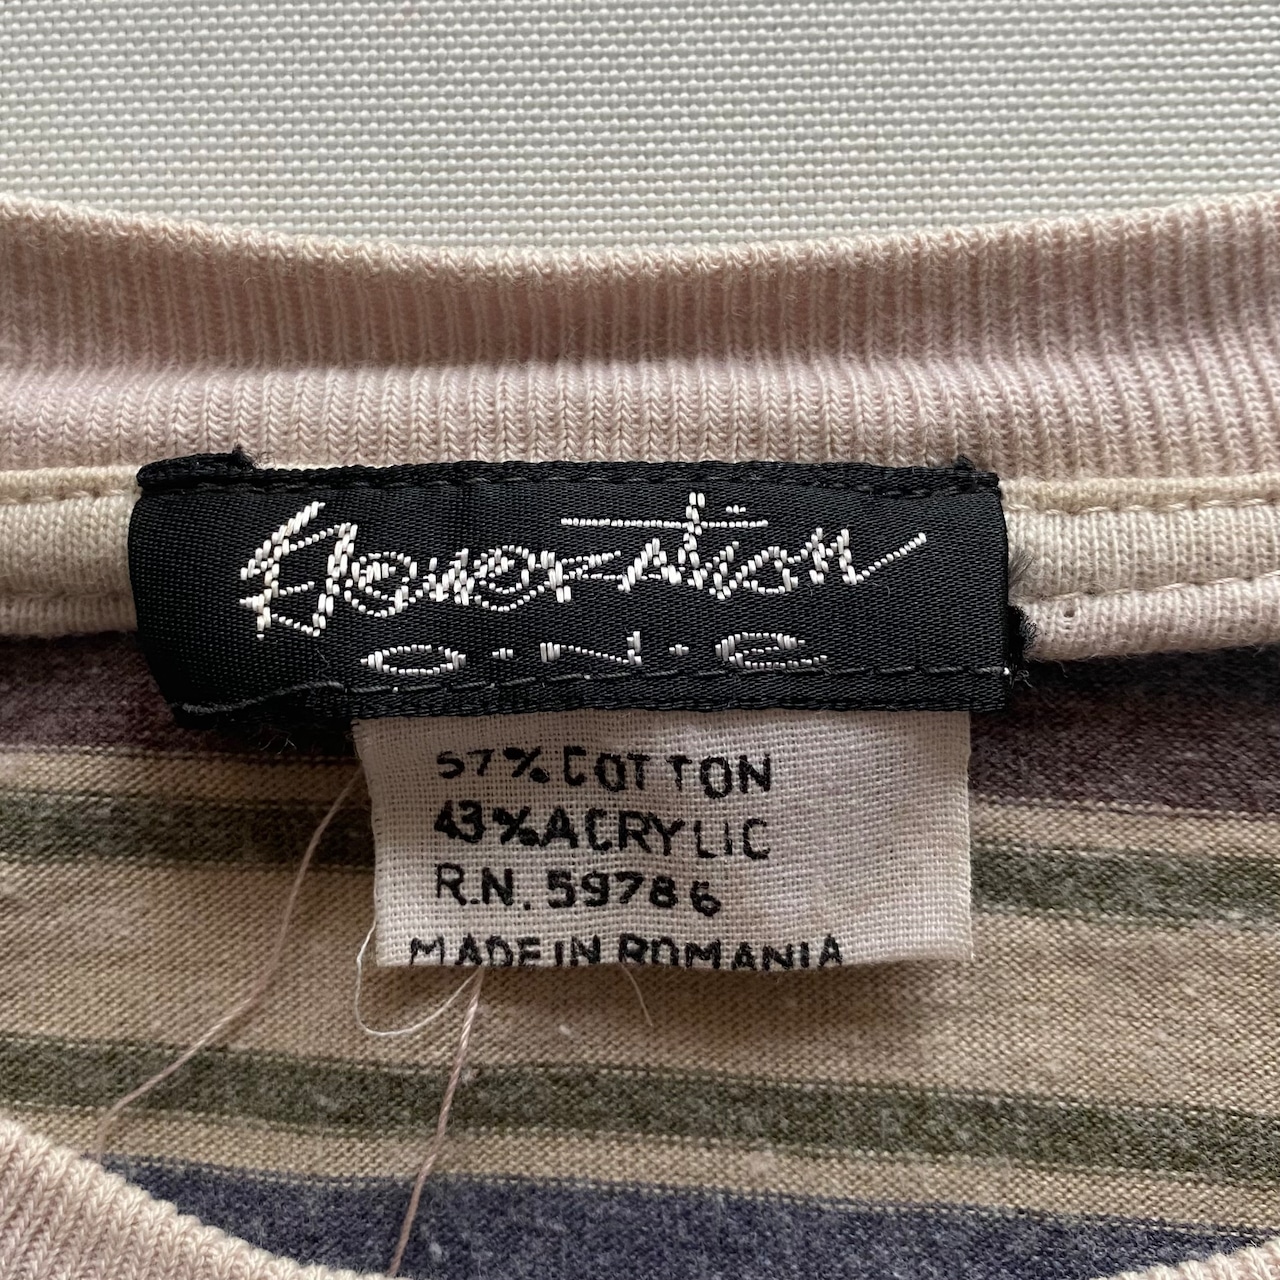 Generation
O·N·E
57% COTTON
43% ACRYLIC
R.N. 59786
MADE IN ROMANIA